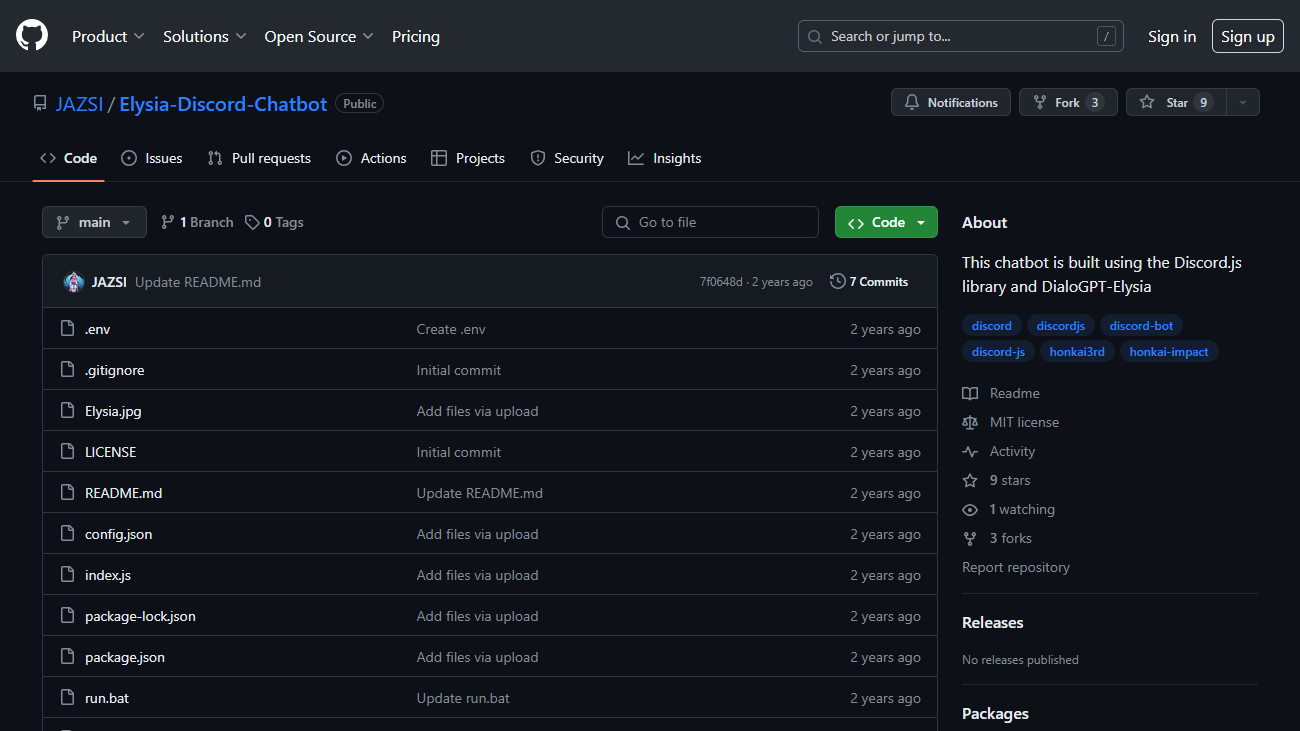 Product Solutions Open Source Pricing Search or jump to... / Sign in Sign up
JAZSI / Elysia-Discord-Chatbot Public Notifications Fork 3 Star 9
Code Issues Pull requests Actions Projects Security Insights
main 1 Branch 0 Tags Go to file Code
JAZSI Update README.md 7f0648d · 2 years ago 7 Commits
.env Create .env 2 years ago
.gitignore Initial commit 2 years ago
Elysia.jpg Add files via upload 2 years ago
LICENSE Initial commit 2 years ago
README.md Update README.md 2 years ago
config.json Add files via upload 2 years ago
index.js Add files via upload 2 years ago
package-lock.json Add files via upload 2 years ago
package.json Add files via upload 2 years ago
run.bat Update run.bat 2 years ago
About
This chatbot is built using the Discord.js
library and DialoGPT-Elysia
discord discordjs discord-bot
discord-js honkai3rd honkai-impact
Readme
MIT license
Activity
9 stars
1 watching
3 forks
Report repository
Releases
No releases published
Packages